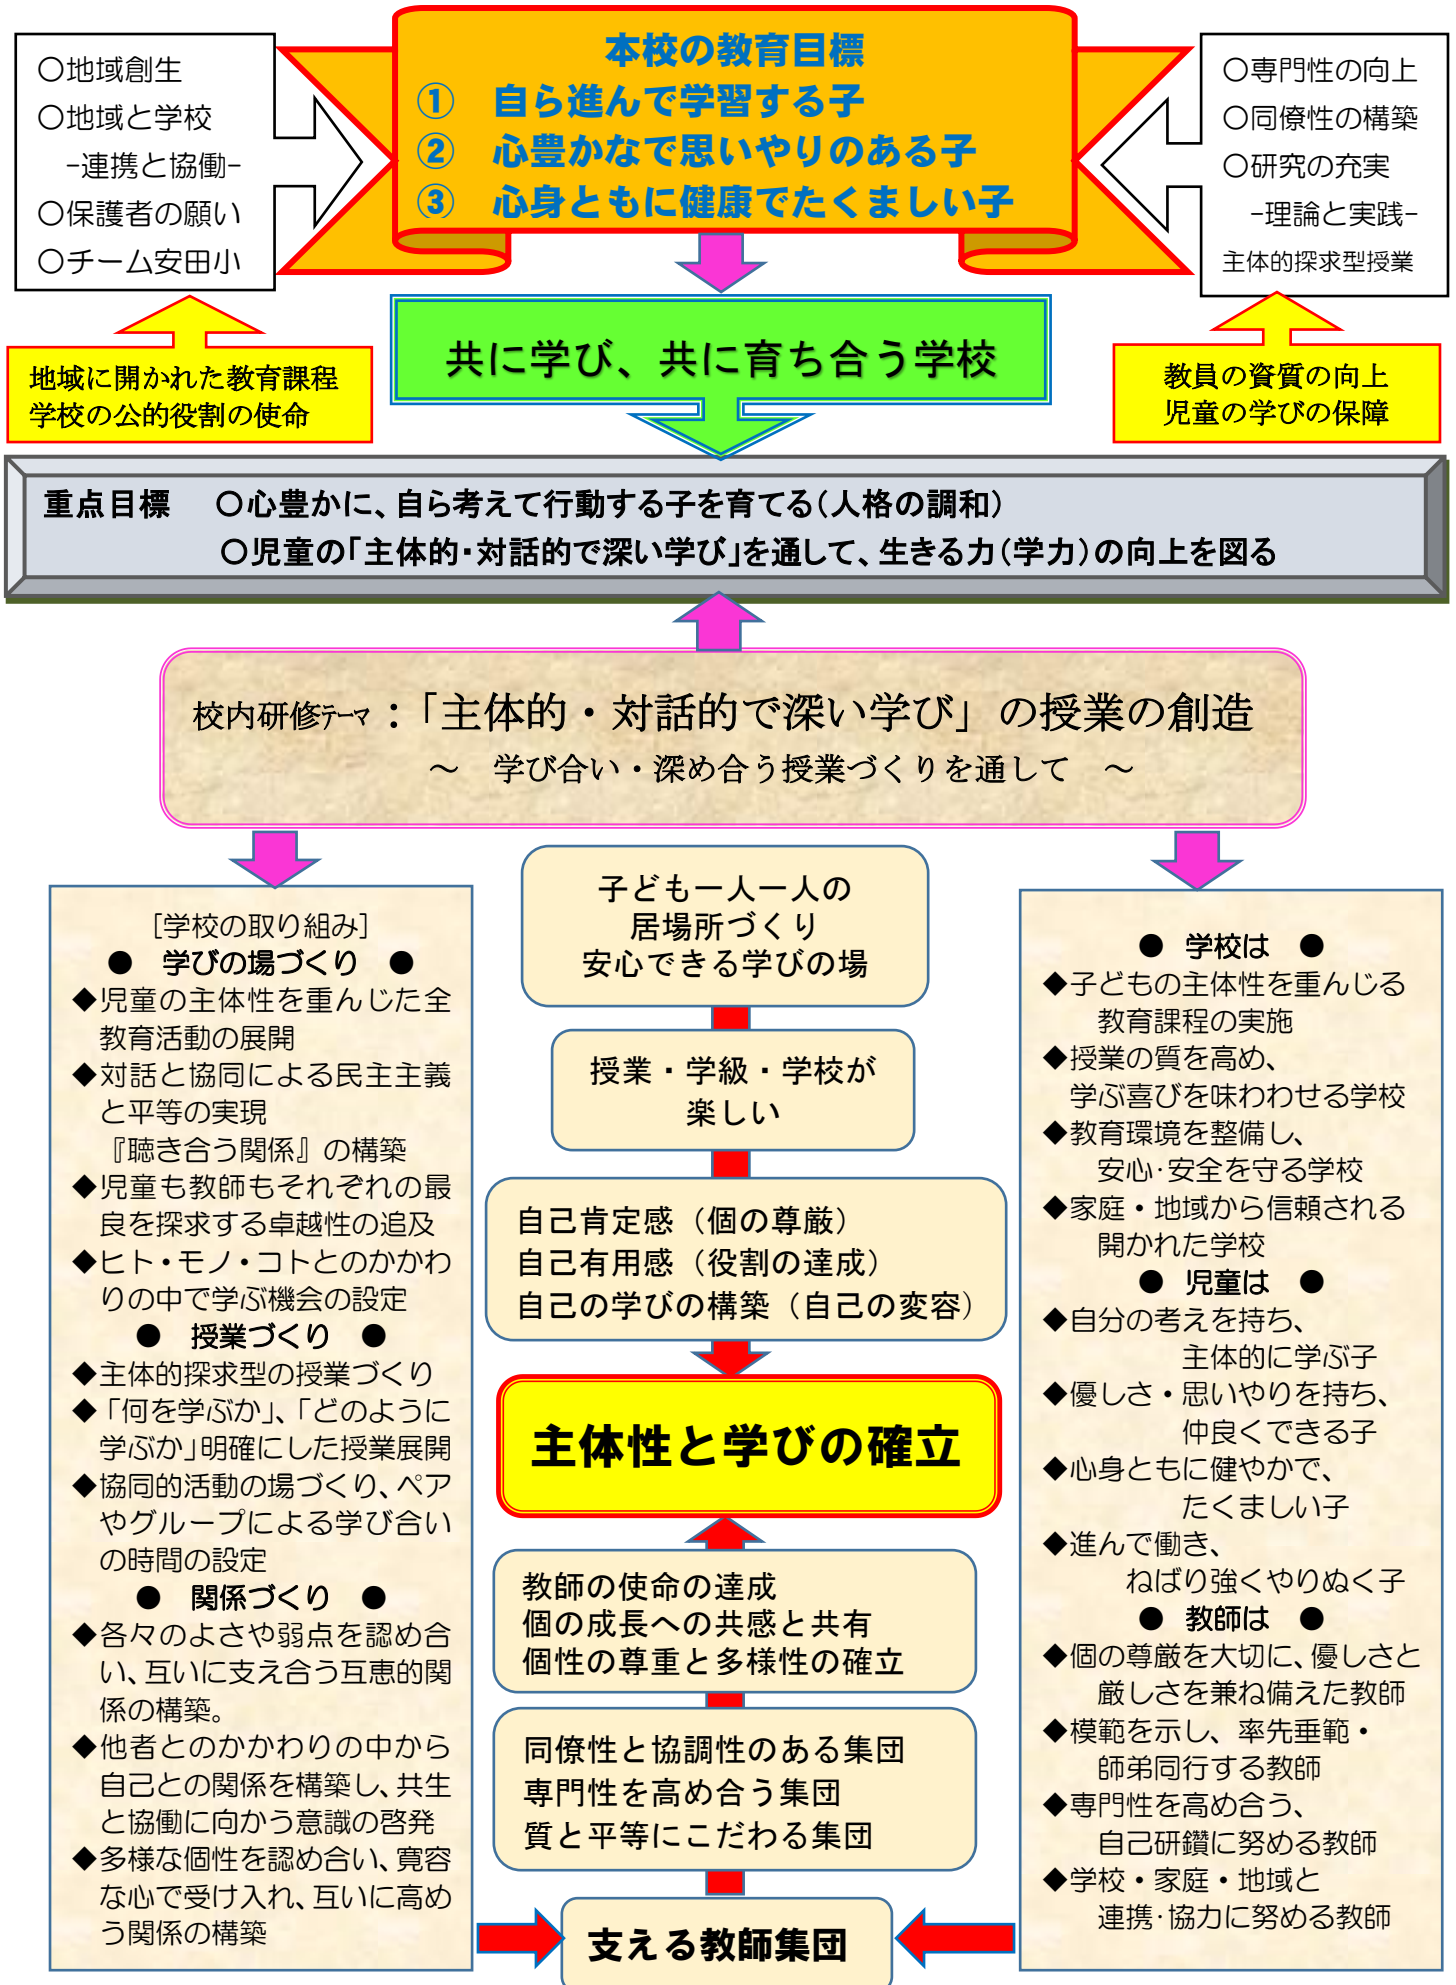 本校の教育目標
① 自ら進んで学習する子
② 心豊かなで思いやりのある子
③ 心身ともに健康でたくましい子
○地域創生
○地域と学校
-連携と協働-
○保護者の願い
○チーム安田小
○専門性の向上
○同僚性の構築
○研究の充実
-理論と実践-
主体的探求型授業
地域に開かれた教育課程
学校の公的役割の使命
共に学び、共に育ち合う学校
教員の資質の向上
児童の学びの保障
重点目標 ○心豊かに、自ら考えて行動する子を育てる(人格の調和)
○児童の「主体的・対話的で深い学び」を通して、生きる力(学力)の向上を図る
校内研修テーマ:「主体的・対話的で深い学び」の授業の創造
~ 学び合い・深め合う授業づくりを通して ~
[学校の取り組み]
● 学びの場づくり ●
◆児童の主体性を重んじた全
教育活動の展開
◆対話と協同による民主主義
と平等の実現
『聴き合う関係』の構築
◆児童も教師もそれぞれの最
良を探求する卓越性の追及
◆ヒト・モノ・コトとのかかわ
りの中で学ぶ機会の設定
● 授業づくり ●
◆主体的探求型の授業づくり
◆「何を学ぶか」、「どのように
学ぶか」明確にした授業展開
◆協同的活動の場づくり、ペア
やグループによる学び合い
の時間の設定
● 関係づくり ●
◆各々のよさや弱点を認め合
い、互いに支え合う互恵的関
係の構築。
◆他者とのかかわりの中から
自己との関係を構築し、共生
と協働に向かう意識の啓発
◆多様な個性を認め合い、寛容
な心で受け入れ、互いに高め
う関係の構築
子ども一人一人の
居場所づくり
安心できる学びの場
授業・学級・学校が
楽しい
自己肯定感(個の尊厳)
自己有用感(役割の達成)
自己の学びの構築(自己の変容)
主体性と学びの確立
教師の使命の達成
個の成長への共感と共有
個性の尊重と多様性の確立
同僚性と協調性のある集団
専門性を高め合う集団
質と平等にこだわる集団
支える教師集団
● 学校は ●
◆子どもの主体性を重んじる
教育課程の実施
◆授業の質を高め、
学ぶ喜びを味わわせる学校
◆教育環境を整備し、
安心・安全を守る学校
◆家庭・地域から信頼される
開かれた学校
● 児童は ●
◆自分の考えを持ち、
主体的に学ぶ子
◆優しさ・思いやりを持ち、
仲良くできる子
◆心身ともに健やかで、
たくましい子
◆進んで働き、
ねばり強くやりぬく子
● 教師は ●
◆個の尊厳を大切に、優しさと
厳しさを兼ね備えた教師
◆模範を示し、率先垂範・
師弟同行する教師
◆専門性を高め合う、
自己研鑽に努める教師
◆学校・家庭・地域と
連携・協力に努める教師